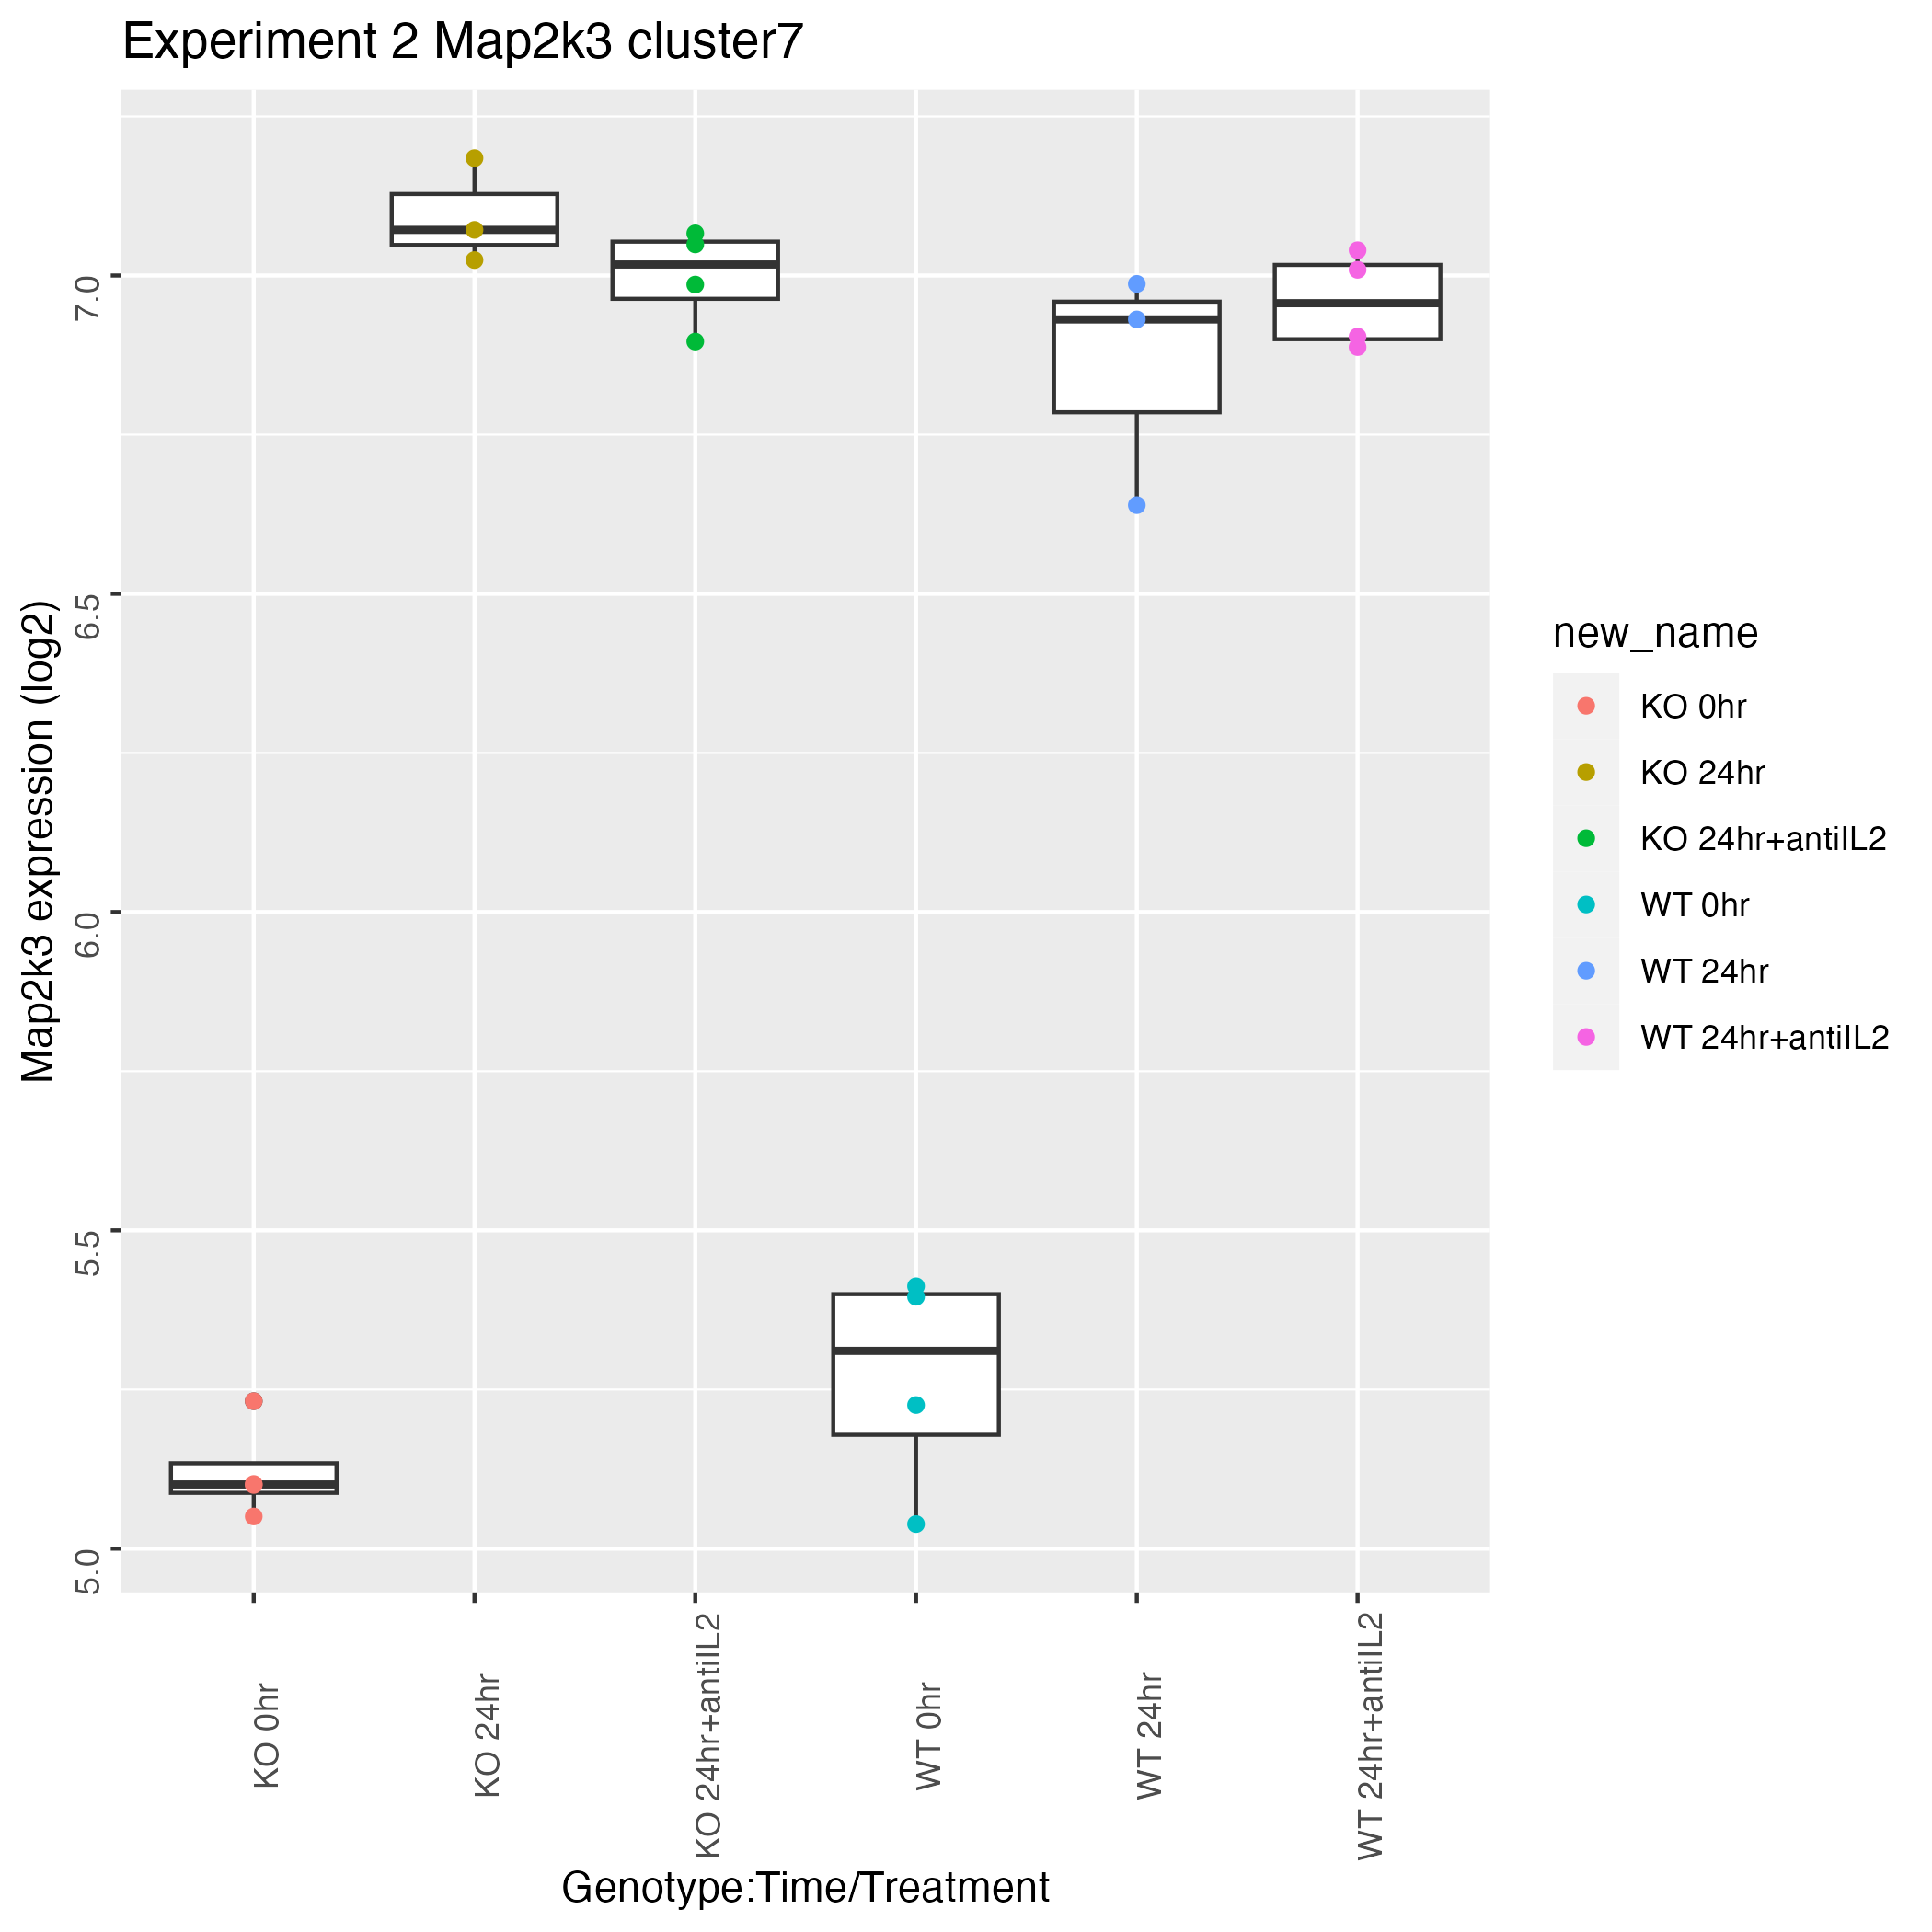 Experiment 2 Map2k3 cluster7
Map2k3 expression (log2)
7.0
6.5
6.0
5.5
5.0
KO 0hr
KO 24hr
KO 24hr+antiIL2
WT 0hr
WT 24hr
WT 24hr+antiIL2
Genotype:Time/Treatment
new_name
KO 0hr
KO 24hr
KO 24hr+antiIL2
WT 0hr
WT 24hr
WT 24hr+antiIL2